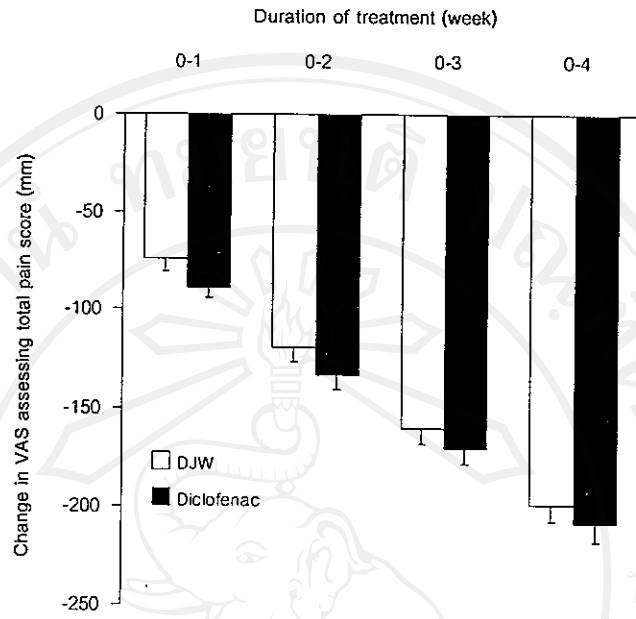 Duration of treatment (week)
0-1 0-2 0-3 0-4
Change in VAS assessing total pain score (mm)
0
-50
-100
-150
-200
-250
DJW
Diclofenac